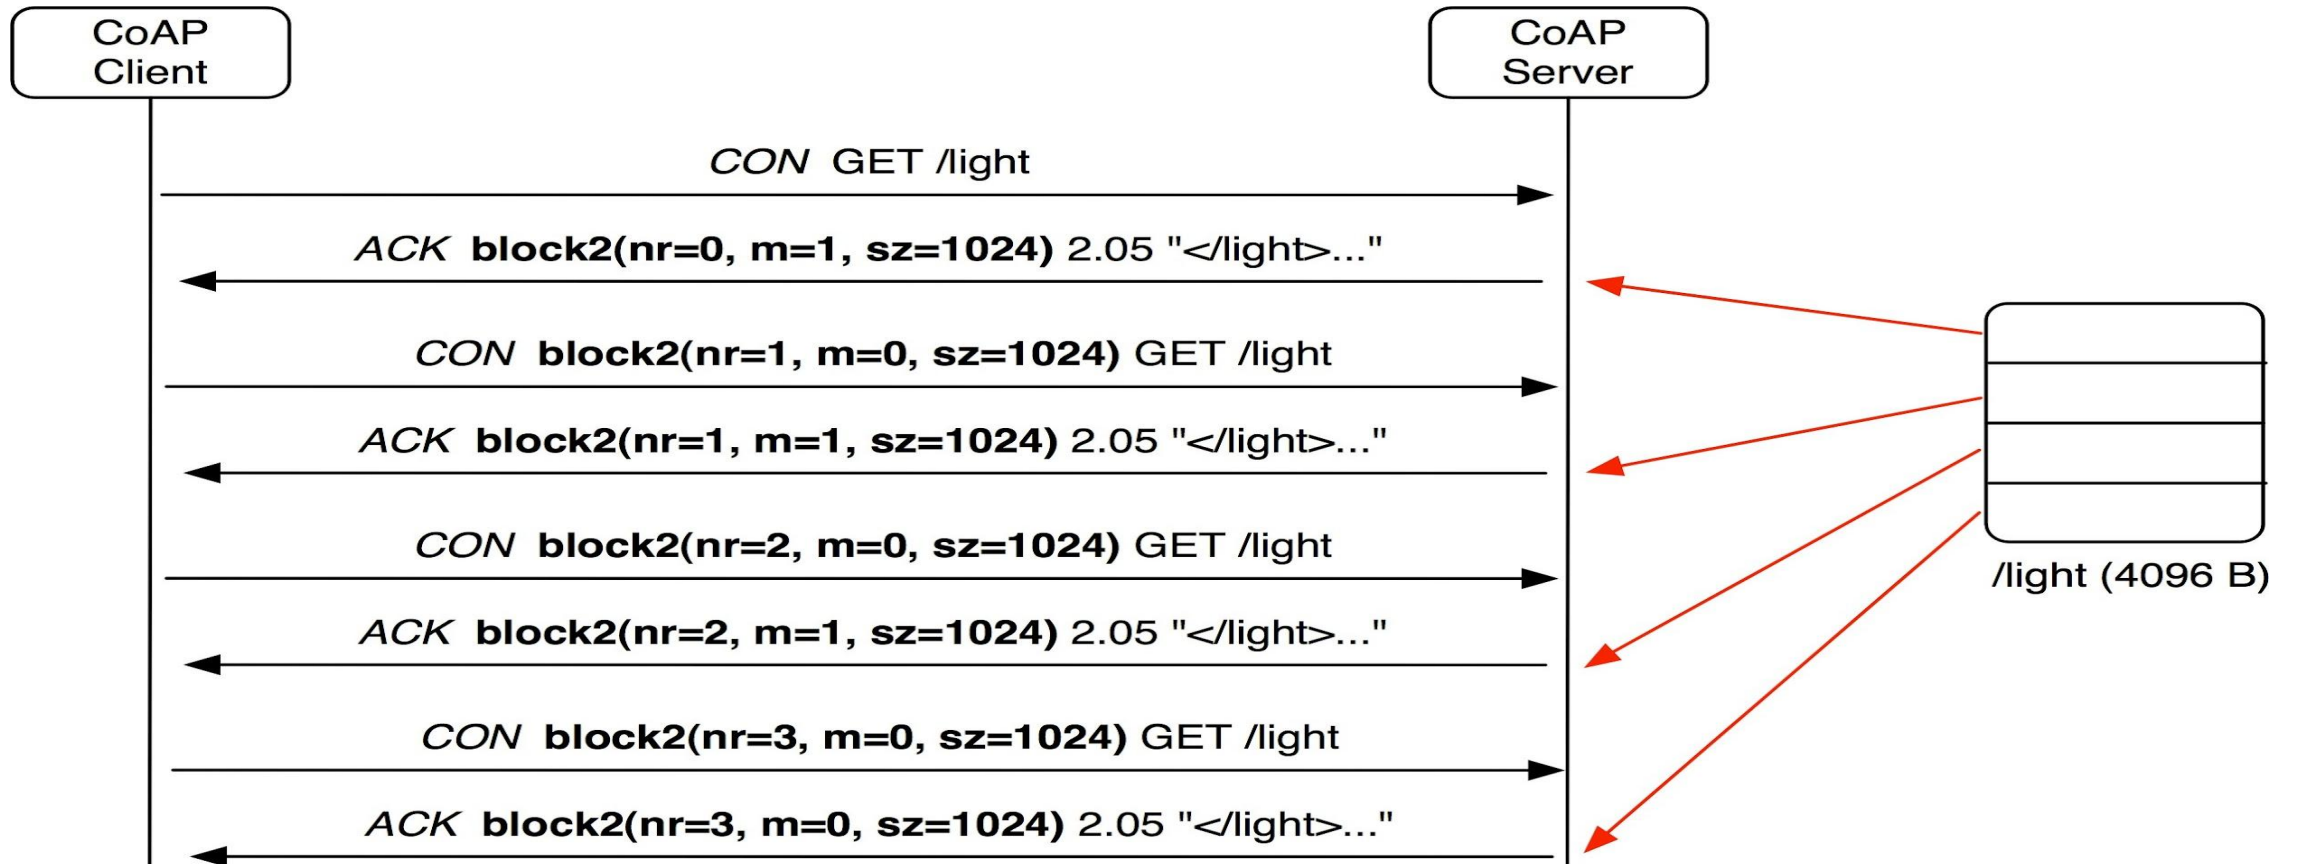 CoAP
Client
CoAP
Server
CON GET /light
ACK block2(nr=0, m=1, sz=1024) 2.05 "</light>..."
CON block2(nr=1, m=0, sz=1024) GET /light
ACK block2(nr=1, m=1, sz=1024) 2.05 "</light>..."
CON block2(nr=2, m=0, sz=1024) GET /light
/light (4096 B)
ACK block2(nr=2, m=1, sz=1024) 2.05 "</light>..."
CON block2(nr=3, m=0, sz=1024) GET /light
ACK block2(nr=3, m=0, sz=1024) 2.05 "</light>..."